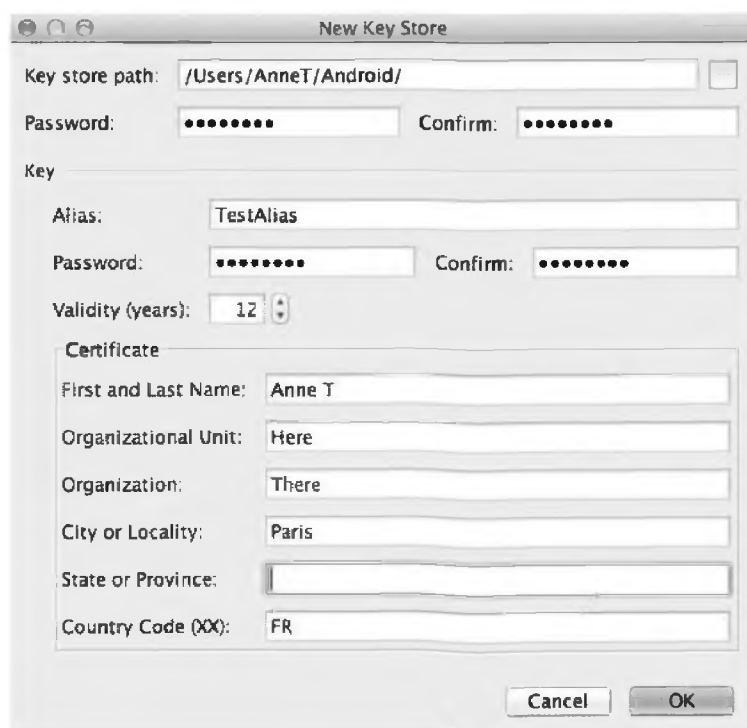 New Key Store
Key store path: /Users/AnneT/Android/
Password: •••••••• Confirm: ••••••••
Key
Alias: TestAlias
Password: •••••••• Confirm: ••••••••
Validity (years): 12
Certificate
First and Last Name: Anne T
Organizational Unit: Here
Organization: There
City or Locality: Paris
State or Province:
Country Code (XX): FR
Cancel OK